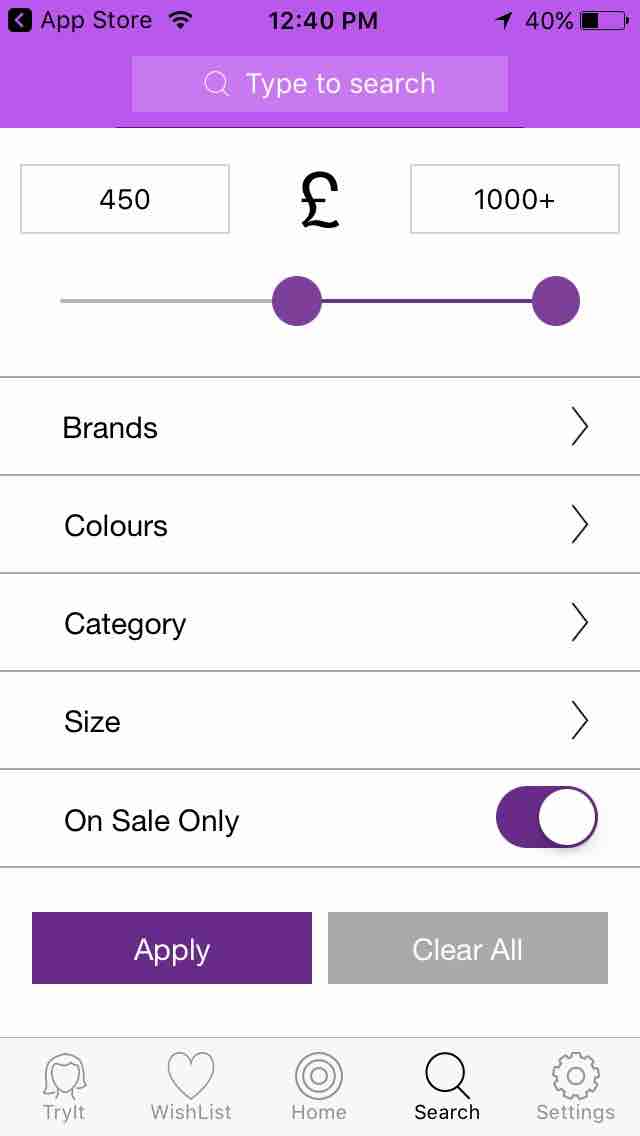 App Store 12:40 PM 40%
Type to search
450 £ 1000+
Brands
Colours
Category
Size
On Sale Only
Apply Clear All
TryIt WishList Home Search Settings